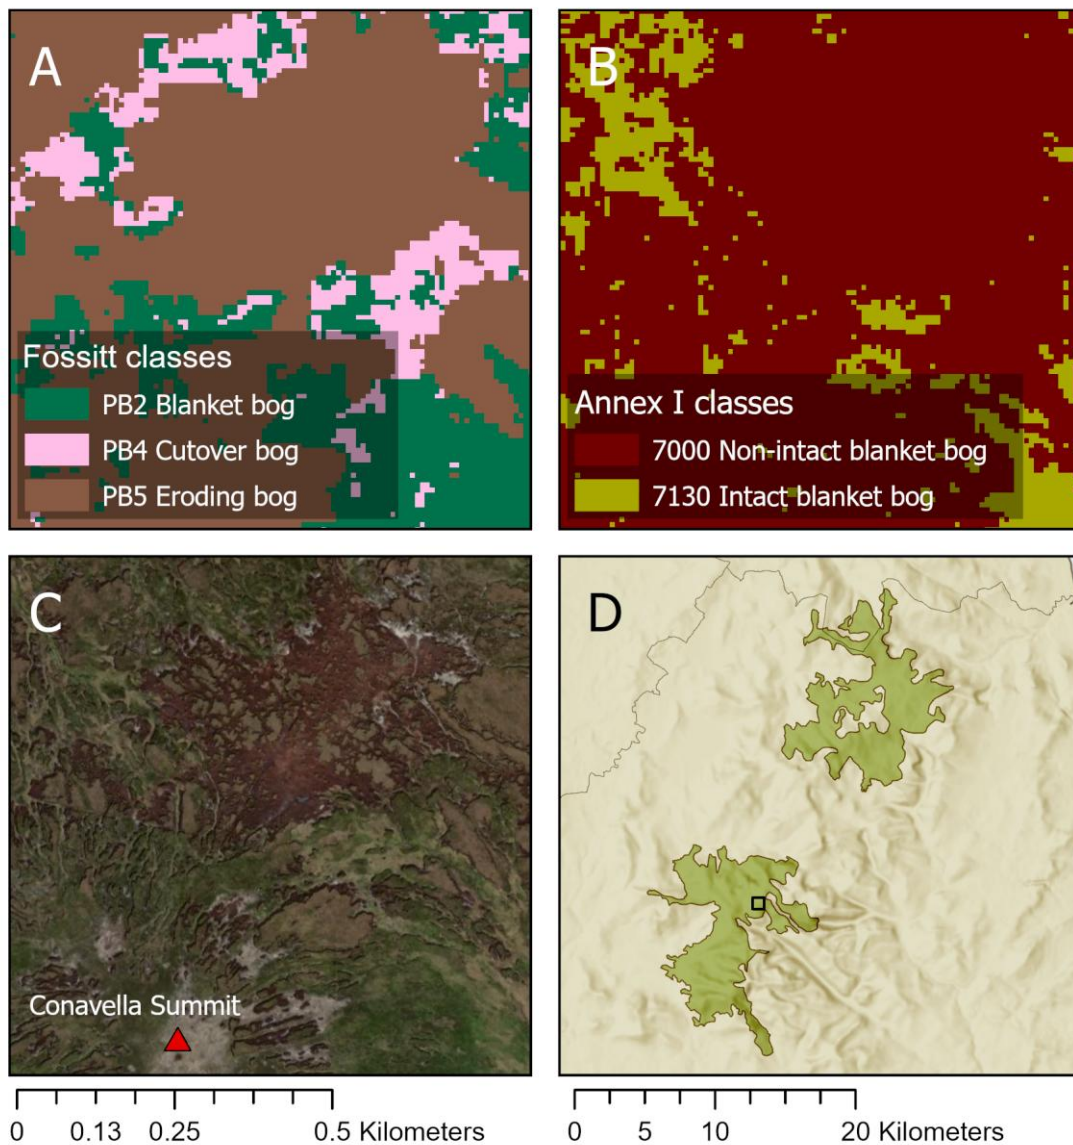 A
Fossitt classes
PB2 Blanket bog
PB4 Cutover bog
PB5 Eroding bog
B
Annex I classes
7000 Non-intact blanket bog
7130 Intact blanket bog
C
Conavella Summit
D
0 0.13 0.25 0.5 Kilometers
0 5 10 20 Kilometers